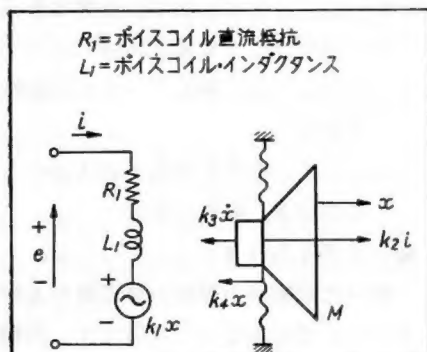 R₁=ボイスコイル直流抵抗
L₁=ボイスコイル・インダクタンス
i
R₁
+
e
−
L₁
+
−
k₁x
k₃ẋ
x
k₂i
k₄x
M